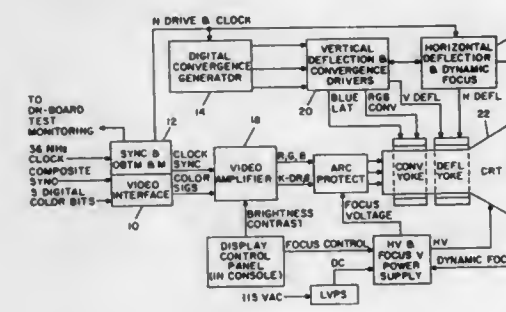 H DRIVE & CLOCK
DIGITAL
CONVERGENCE
GENERATOR
14
VERTICAL
DEFLECTION &
CONVERGENCE
DRIVERS
20
HORIZONTAL
DEFLECTION
& DYNAMIC
FOCUS
BLUE
LAT
RGB
CONV
V DEFL
H DEFL
22
TO
ON-BOARD
TEST
MONITORING
12
18
36 MHz
CLOCK
COMPOSITE
SYNC
5 DIGITAL
COLOR BITS
SYNC &
OBTM & M
VIDEO
INTERFACE
10
CLOCK
SYNC
COLOR
SIGS
VIDEO
AMPLIFIER
R,G,B
ARC
PROTECT
CONV
YOKE
DEFL
YOKE
CRT
BRIGHTNESS
CONTRAST
FOCUS
VOLTAGE
DISPLAY
CONTROL
PANEL
(IN CONSOLE)
FOCUS CONTROL
HV &
FOCUS V
POWER
SUPPLY
HV
DYNAMIC FOC
DC
115 VAC
LVPS